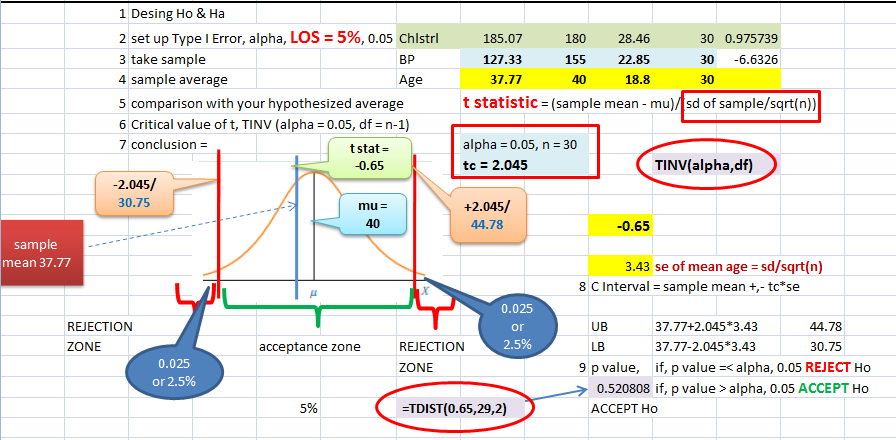 1 Desing Ho & Ha
2 set up Type I Error, alpha, LOS = 5%, 0.05 Chlstrl 185.07 180 28.46 30 0.975739
3 take sample BP 127.33 155 22.85 30 -6.6326
4 sample average Age 37.77 40 18.8 30
5 comparison with your hypothesized average t statistic = (sample mean - mu)/(sd of sample/sqrt(n))
6 Critical value of t, TINV (alpha = 0.05, df = n-1)
7 conclusion =
t stat =
-0.65
alpha = 0.05, n = 30
tc = 2.045
TINV(alpha,df)
-2.045/
30.75
mu =
40
+2.045/
44.78
-0.65
sample
mean 37.77
3.43 se of mean age = sd/sqrt(n)
8 C Interval = sample mean +,- tc*se
μ
X
0.025
or
2.5%
REJECTION
ZONE
0.025
or 2.5%
acceptance zone
REJECTION
ZONE
UB 37.77+2.045*3.43 44.78
LB 37.77-2.045*3.43 30.75
9 p value, if, p value =< alpha, 0.05 REJECT Ho
0.520808 if, p value > alpha, 0.05 ACCEPT Ho
5%
=TDIST(0.65,29,2)
ACCEPT Ho